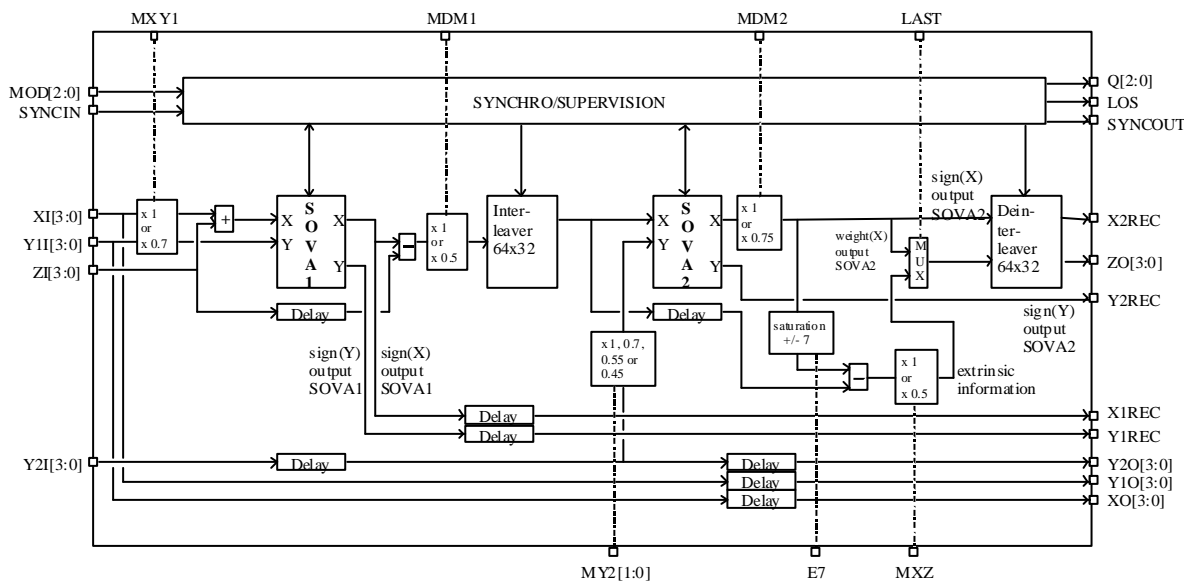 MXY1
MDM1
MDM2
LAST
MOD[2:0]
SYNCIN
SYNCHRO/SUPERVISION
Q[2:0]
LOS
SYNCOUT
XI[3:0]
Y1I[3:0]
ZI[3:0]
x 1
or
x 0.7
+
X
Y
S
O
V
A
1
X
Y
Delay
−
x 1
or
x 0.5
Inter-
leaver
64x32
X
Y
S
O
V
A
2
X
Y
Delay
x 1
or
x 0.75
sign(X)
output
SOVA2
weight(X)
output
SOVA2
M
U
X
Dein-
terleaver
64x32
X2REC
ZO[3:0]
Y2REC
sign(Y)
output
SOVA2
saturation
+/- 7
−
x 1
or
x 0.5
extrinsic
information
x 1, 0.7,
0.55 or
0.45
sign(Y)
output
SOVA1
sign(X)
output
SOVA1
Delay
Delay
X1REC
Y1REC
Y2I[3:0]
Delay
Delay
Delay
Delay
Y2O[3:0]
Y1O[3:0]
XO[3:0]
MY2[1:0]
E7
MXZ